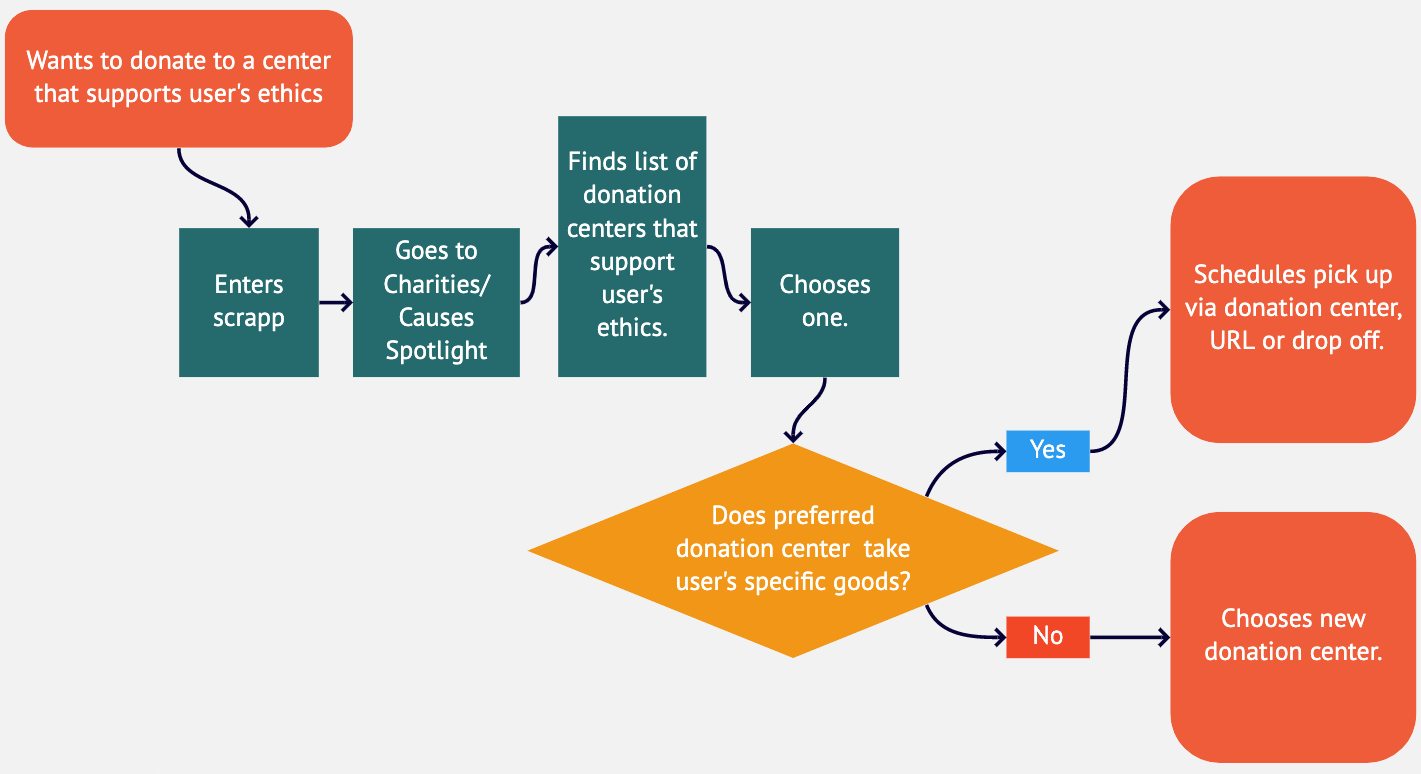 Wants to donate to a center
that supports user's ethics
Enters
scrapp
Goes to
Charities/
Causes
Spotlight
Finds list of
donation
centers that
support
user's
ethics.
Chooses
one.
Does preferred
donation center  take
user's specific goods?
Yes
Schedules pick up
via donation center,
URL or drop off.
No
Chooses new
donation center.